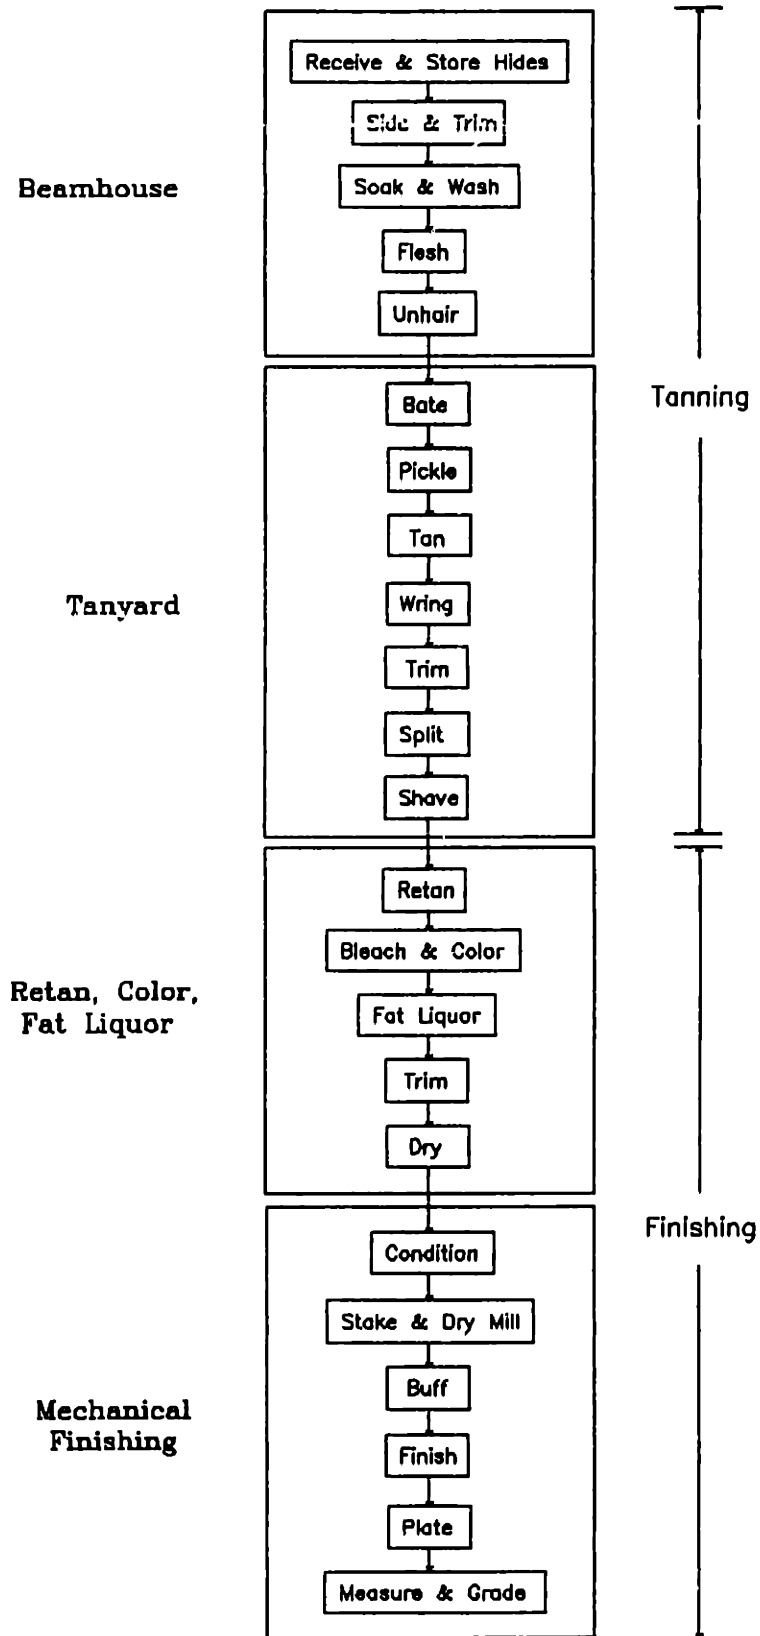 Receive & Store Hides
Side & Trim
Beamhouse
Soak & Wash
Flesh
Unhair
Tanning
Bate
Pickle
Tan
Tanyard
Wring
Trim
Split
Shave
Retan
Bleach & Color
Retan, Color,
Fat Liquor
Fat Liquor
Trim
Dry
Finishing
Condition
Stake & Dry Mill
Buff
Mechanical
Finishing
Finish
Plate
Measure & Grade